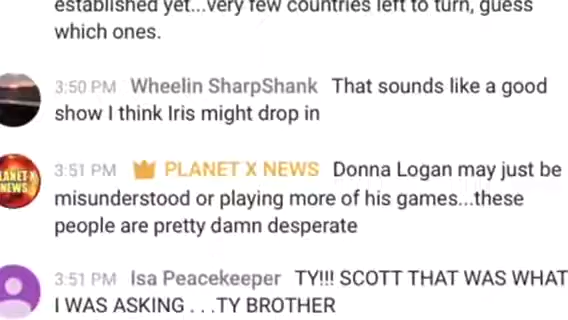 established yet...very few countries left to turn, guess
which ones.
3:50 PM Wheelin SharpShank That sounds like a good
show I think Iris might drop in
PLANET X
NEWS
3:51 PM PLANET X NEWS Donna Logan may just be
misunderstood or playing more of his games...these
people are pretty damn desperate
3:51 PM Isa Peacekeeper TY!!! SCOTT THAT WAS WHAT
I WAS ASKING . . .TY BROTHER